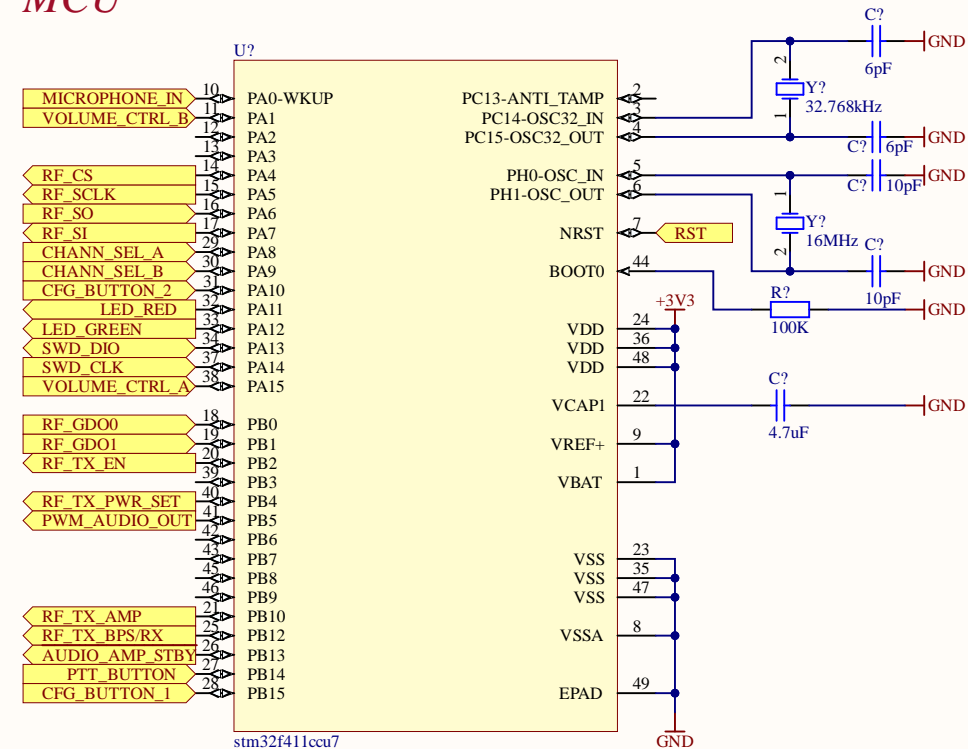 MCU
U?
MICROPHONE_IN 10 PA0-WKUP
VOLUME_CTRL_B 11 PA1
12 PA2
13 PA3
RF_CS 14 PA4
RF_SCLK 15 PA5
RF_SO 16 PA6
RF_SI 17 PA7
CHANN_SEL_A 29 PA8
CHANN_SEL_B 30 PA9
CFG_BUTTON_2 31 PA10
LED_RED 32 PA11
LED_GREEN 33 PA12
SWD_DIO 34 PA13
SWD_CLK 37 PA14
VOLUME_CTRL_A 38 PA15
RF_GDO0 18 PB0
RF_GDO1 19 PB1
RF_TX_EN 20 PB2
39 PB3
RF_TX_PWR_SET 40 PB4
PWM_AUDIO_OUT 41 PB5
42 PB6
43 PB7
45 PB8
46 PB9
RF_TX_AMP 21 PB10
RF_TX_BPS/RX 25 PB12
AUDIO_AMP_STBY 26 PB13
PTT_BUTTON 27 PB14
CFG_BUTTON_1 28 PB15
PC13-ANTI_TAMP 2
PC14-OSC32_IN 3
PC15-OSC32_OUT 4
PH0-OSC_IN 5
PH1-OSC_OUT 6
NRST 7 RST
BOOT0 44
+3V3
VDD 24
VDD 36
VDD 48
VCAP1 22
VREF+ 9
VBAT 1
VSS 23
VSS 35
VSS 47
VSSA 8
EPAD 49
GND
stm32f411ccu7
C?
6pF
GND
2
Y?
32.768kHz
1
C? 6pF
GND
C? 10pF
GND
1
Y?
16MHz
2
C?
10pF
GND
R?
100K
GND
C?
4.7uF
GND